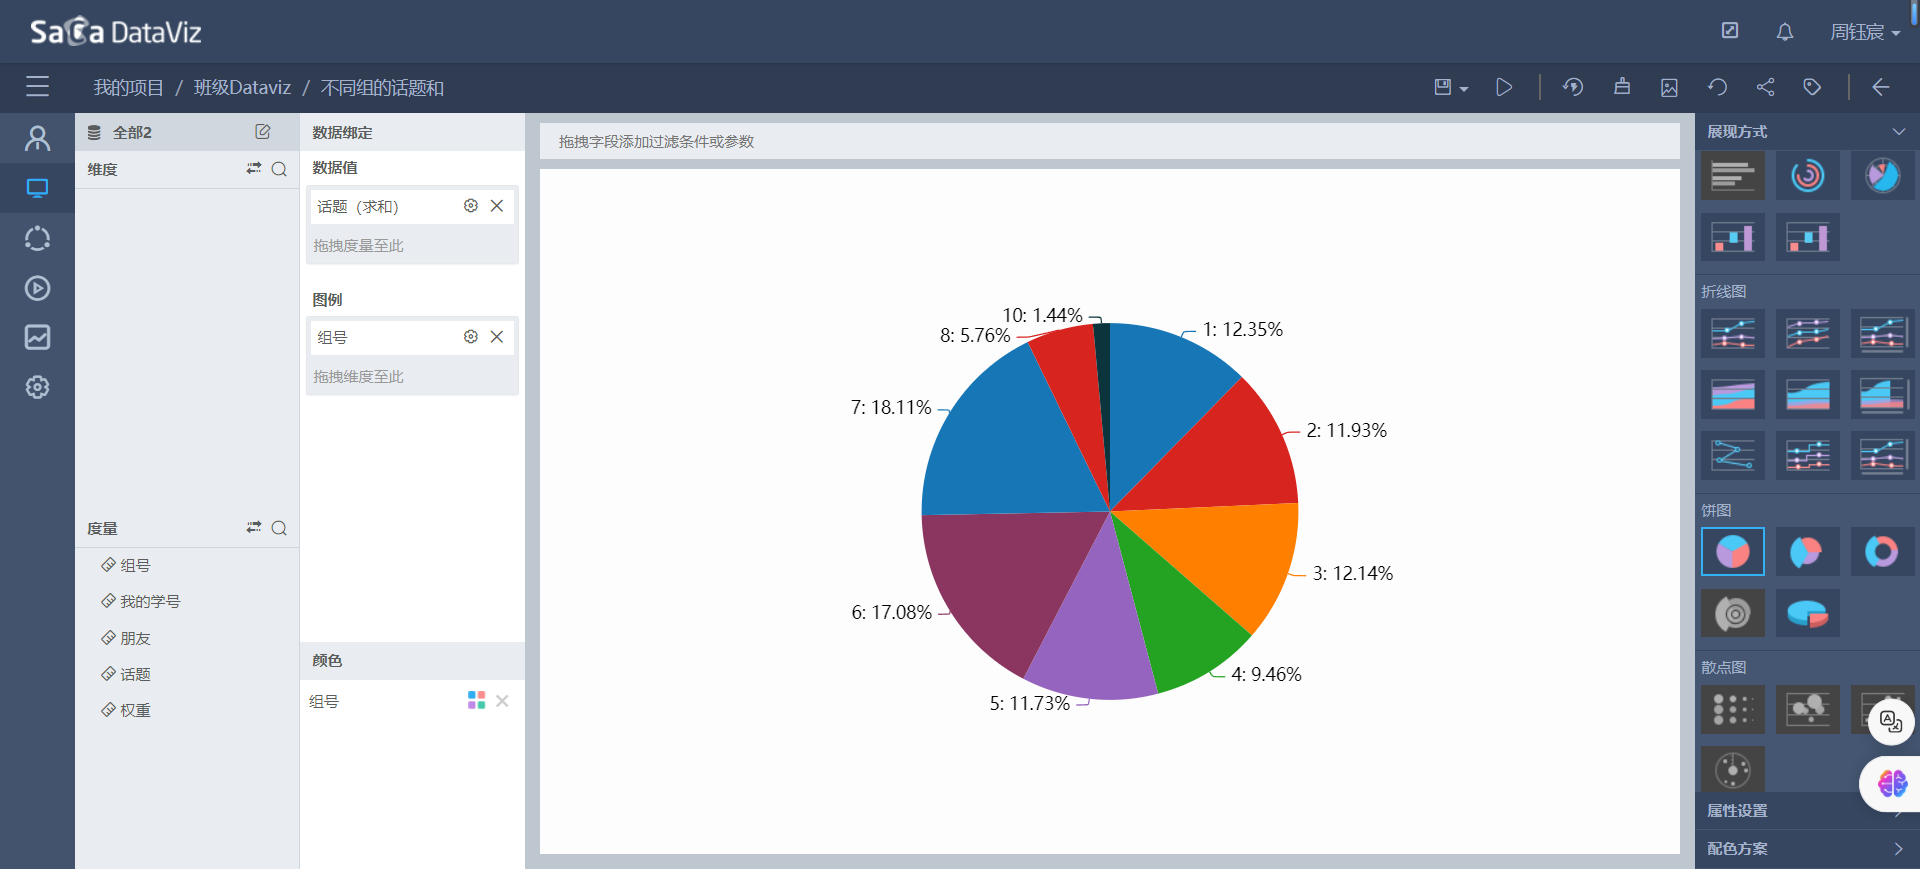 SaCa DataViz
周钰宸
我的项目 / 班级Dataviz / 不同组的话题和
全部2
维度
度量
组号
我的学号
朋友
话题
权重
数据绑定
数据值
话题（求和）
拖拽度量至此
图例
组号
拖拽维度至此
颜色
组号
拖拽字段添加过滤条件或参数
10: 1.44%
1: 12.35%
8: 5.76%
7: 18.11%
2: 11.93%
3: 12.14%
6: 17.08%
4: 9.46%
5: 11.73%
展现方式
折线图
饼图
散点图
属性设置
配色方案